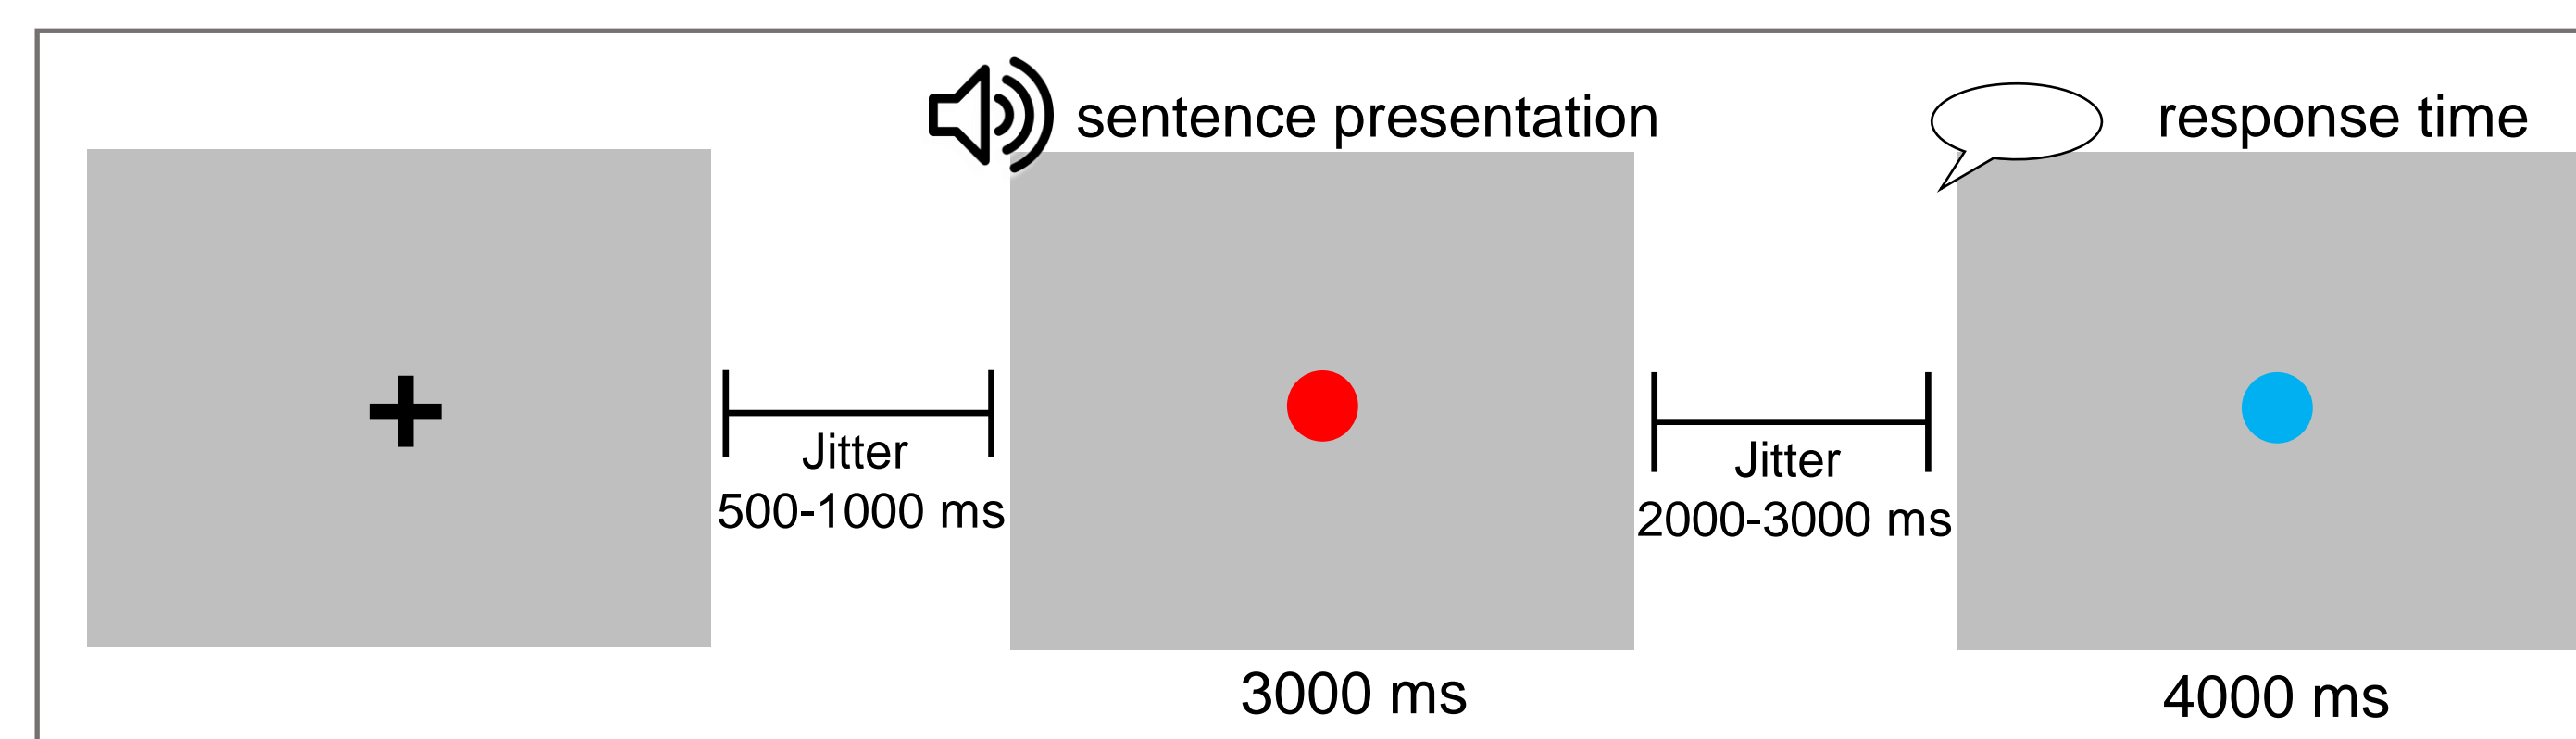 sentence presentation
response time
Jitter
500-1000 ms
Jitter
2000-3000 ms
3000 ms
4000 ms